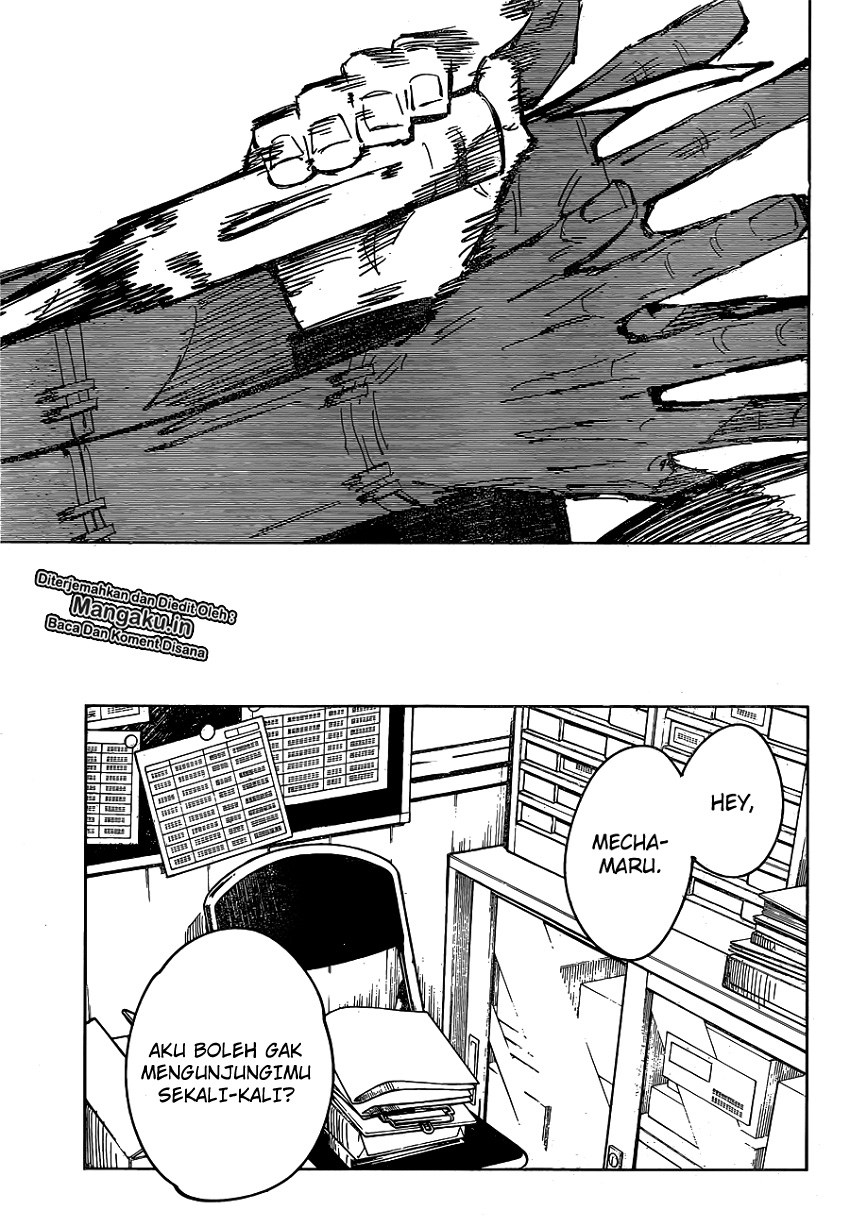 Diterjemahkan dan Diedit Oleh :
Mangaku.in
Baca Dan Koment Disana
HEY,
MECHA-
MARU.
AKU BOLEH GAK
MENGUNJUNGIMU
SEKALI-KALI?